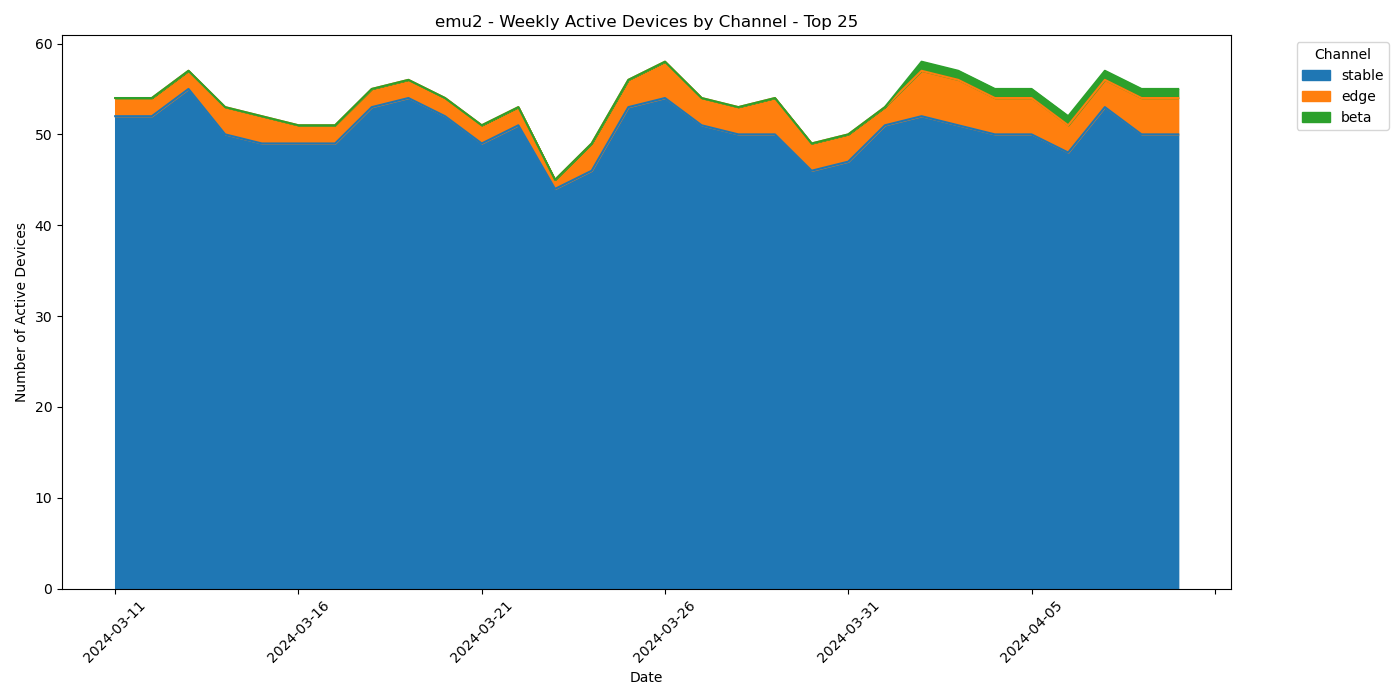 emu2 - Weekly Active Devices by Channel - Top 25
Number of Active Devices
60
50
40
30
20
10
0
2024-03-11
2024-03-16
2024-03-21
2024-03-26
2024-03-31
2024-04-05
Date
Channel
stable
edge
beta